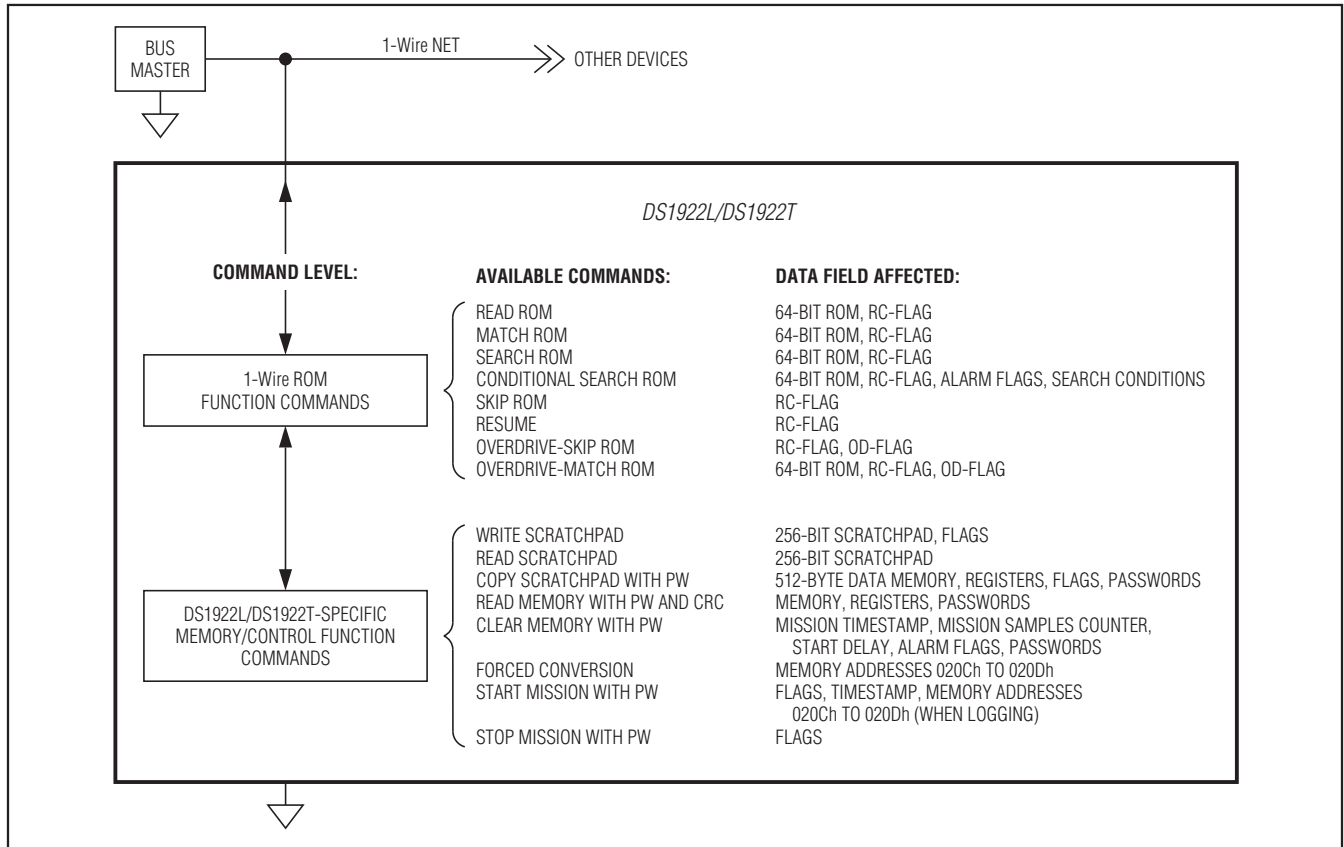 BUS
MASTER
1-Wire NET
OTHER DEVICES
DS1922L/DS1922T
COMMAND LEVEL:
AVAILABLE COMMANDS:
DATA FIELD AFFECTED:
1-Wire ROM
FUNCTION COMMANDS
READ ROM 64-BIT ROM, RC-FLAG
MATCH ROM 64-BIT ROM, RC-FLAG
SEARCH ROM 64-BIT ROM, RC-FLAG
CONDITIONAL SEARCH ROM 64-BIT ROM, RC-FLAG, ALARM FLAGS, SEARCH CONDITIONS
SKIP ROM RC-FLAG
RESUME RC-FLAG
OVERDRIVE-SKIP ROM RC-FLAG, OD-FLAG
OVERDRIVE-MATCH ROM 64-BIT ROM, RC-FLAG, OD-FLAG
DS1922L/DS1922T-SPECIFIC
MEMORY/CONTROL FUNCTION
COMMANDS
WRITE SCRATCHPAD 256-BIT SCRATCHPAD, FLAGS
READ SCRATCHPAD 256-BIT SCRATCHPAD
COPY SCRATCHPAD WITH PW 512-BYTE DATA MEMORY, REGISTERS, FLAGS, PASSWORDS
READ MEMORY WITH PW AND CRC MEMORY, REGISTERS, PASSWORDS
CLEAR MEMORY WITH PW MISSION TIMESTAMP, MISSION SAMPLES COUNTER,
START DELAY, ALARM FLAGS, PASSWORDS
FORCED CONVERSION MEMORY ADDRESSES 020Ch TO 020Dh
START MISSION WITH PW FLAGS, TIMESTAMP, MEMORY ADDRESSES
020Ch TO 020Dh (WHEN LOGGING)
STOP MISSION WITH PW FLAGS